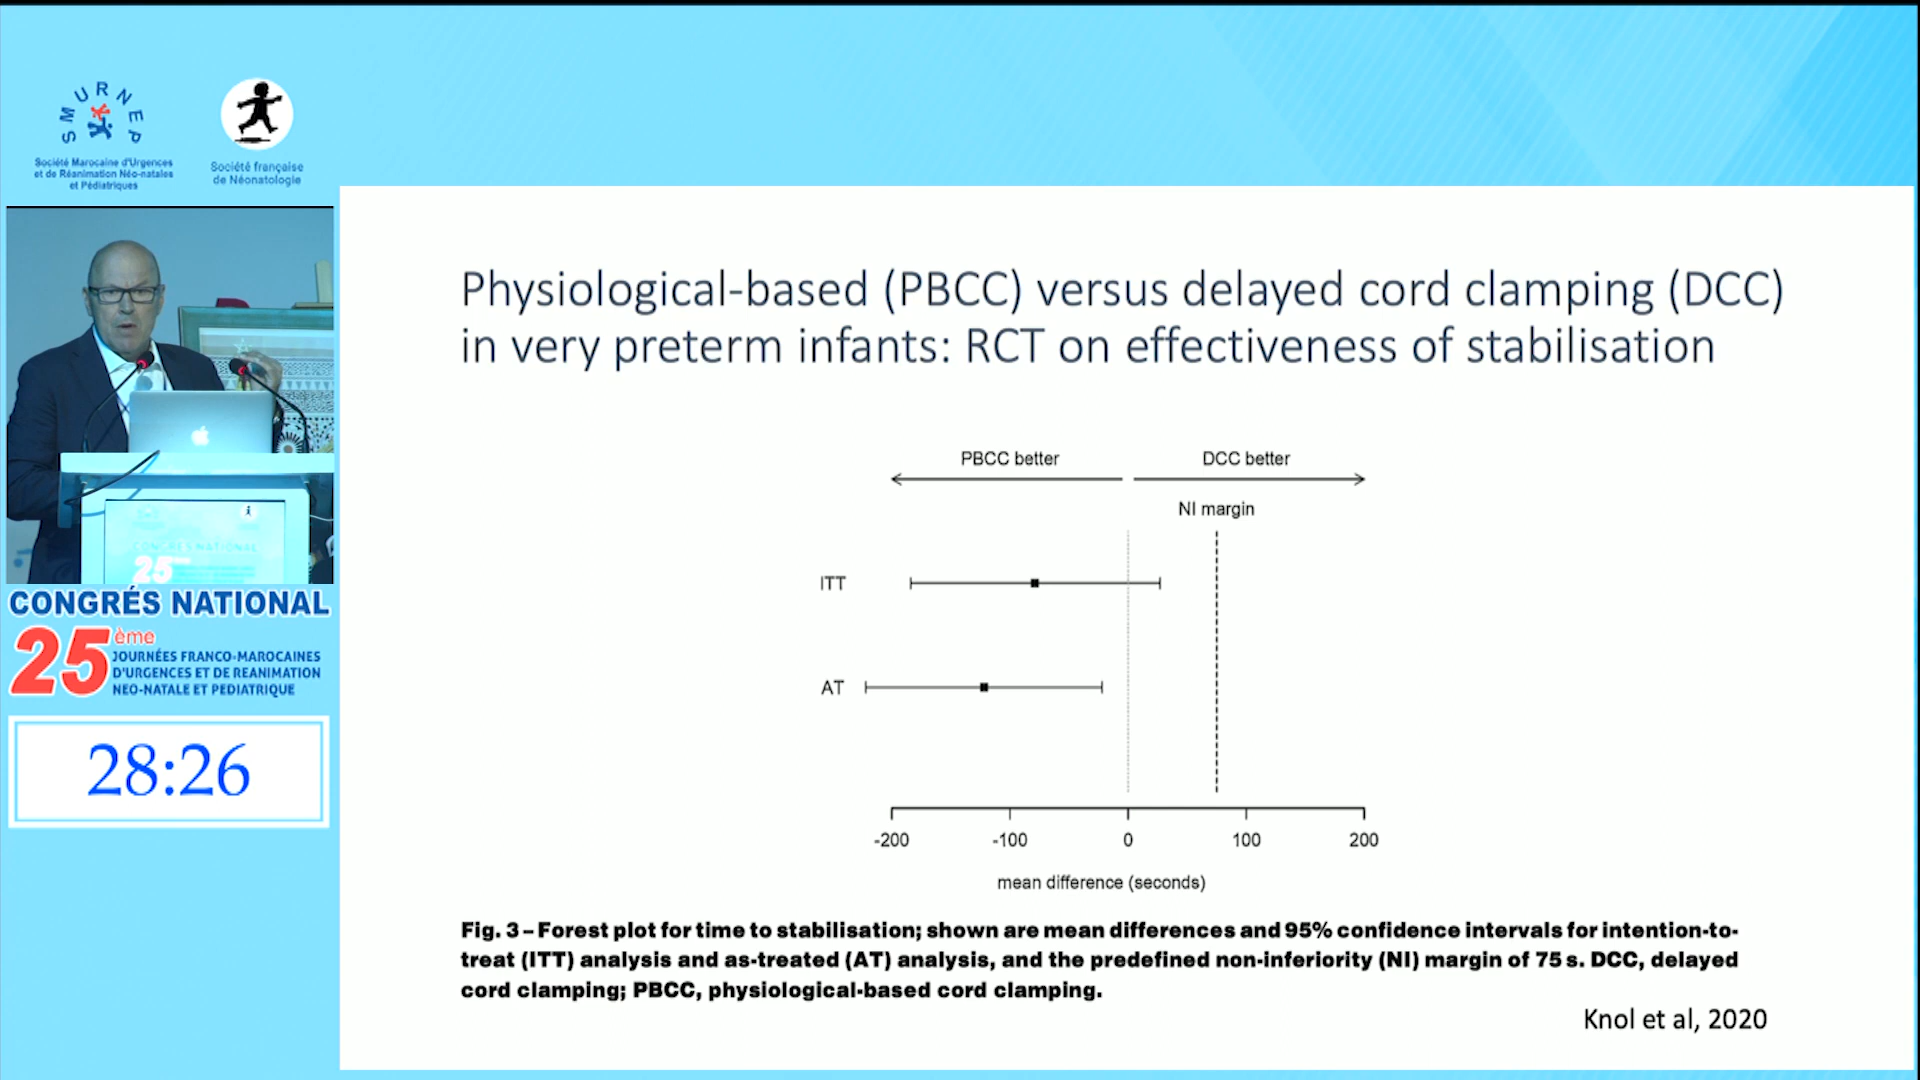 SMURNEP
Société Marocaine d'Urgences
et de Réanimation Néo-natales
et Pédiatriques
Société française
de Néonatologie
Physiological-based (PBCC) versus delayed cord clamping (DCC)
in very preterm infants: RCT on effectiveness of stabilisation
PBCC better
DCC better
NI margin
ITT
AT
-200 -100 0 100 200
mean difference (seconds)
Fig. 3 – Forest plot for time to stabilisation; shown are mean differences and 95% confidence intervals for intention-to-
treat (ITT) analysis and as-treated (AT) analysis, and the predefined non-inferiority (NI) margin of 75 s. DCC, delayed
cord clamping; PBCC, physiological-based cord clamping.
Knol et al, 2020
CONGRÈS NATIONAL
25
CONGRÉS NATIONAL
25ème
JOURNÉES FRANCO-MAROCAINES
D'URGENCES ET DE REANIMATION
NEO-NATALE ET PEDIATRIQUE
28:26